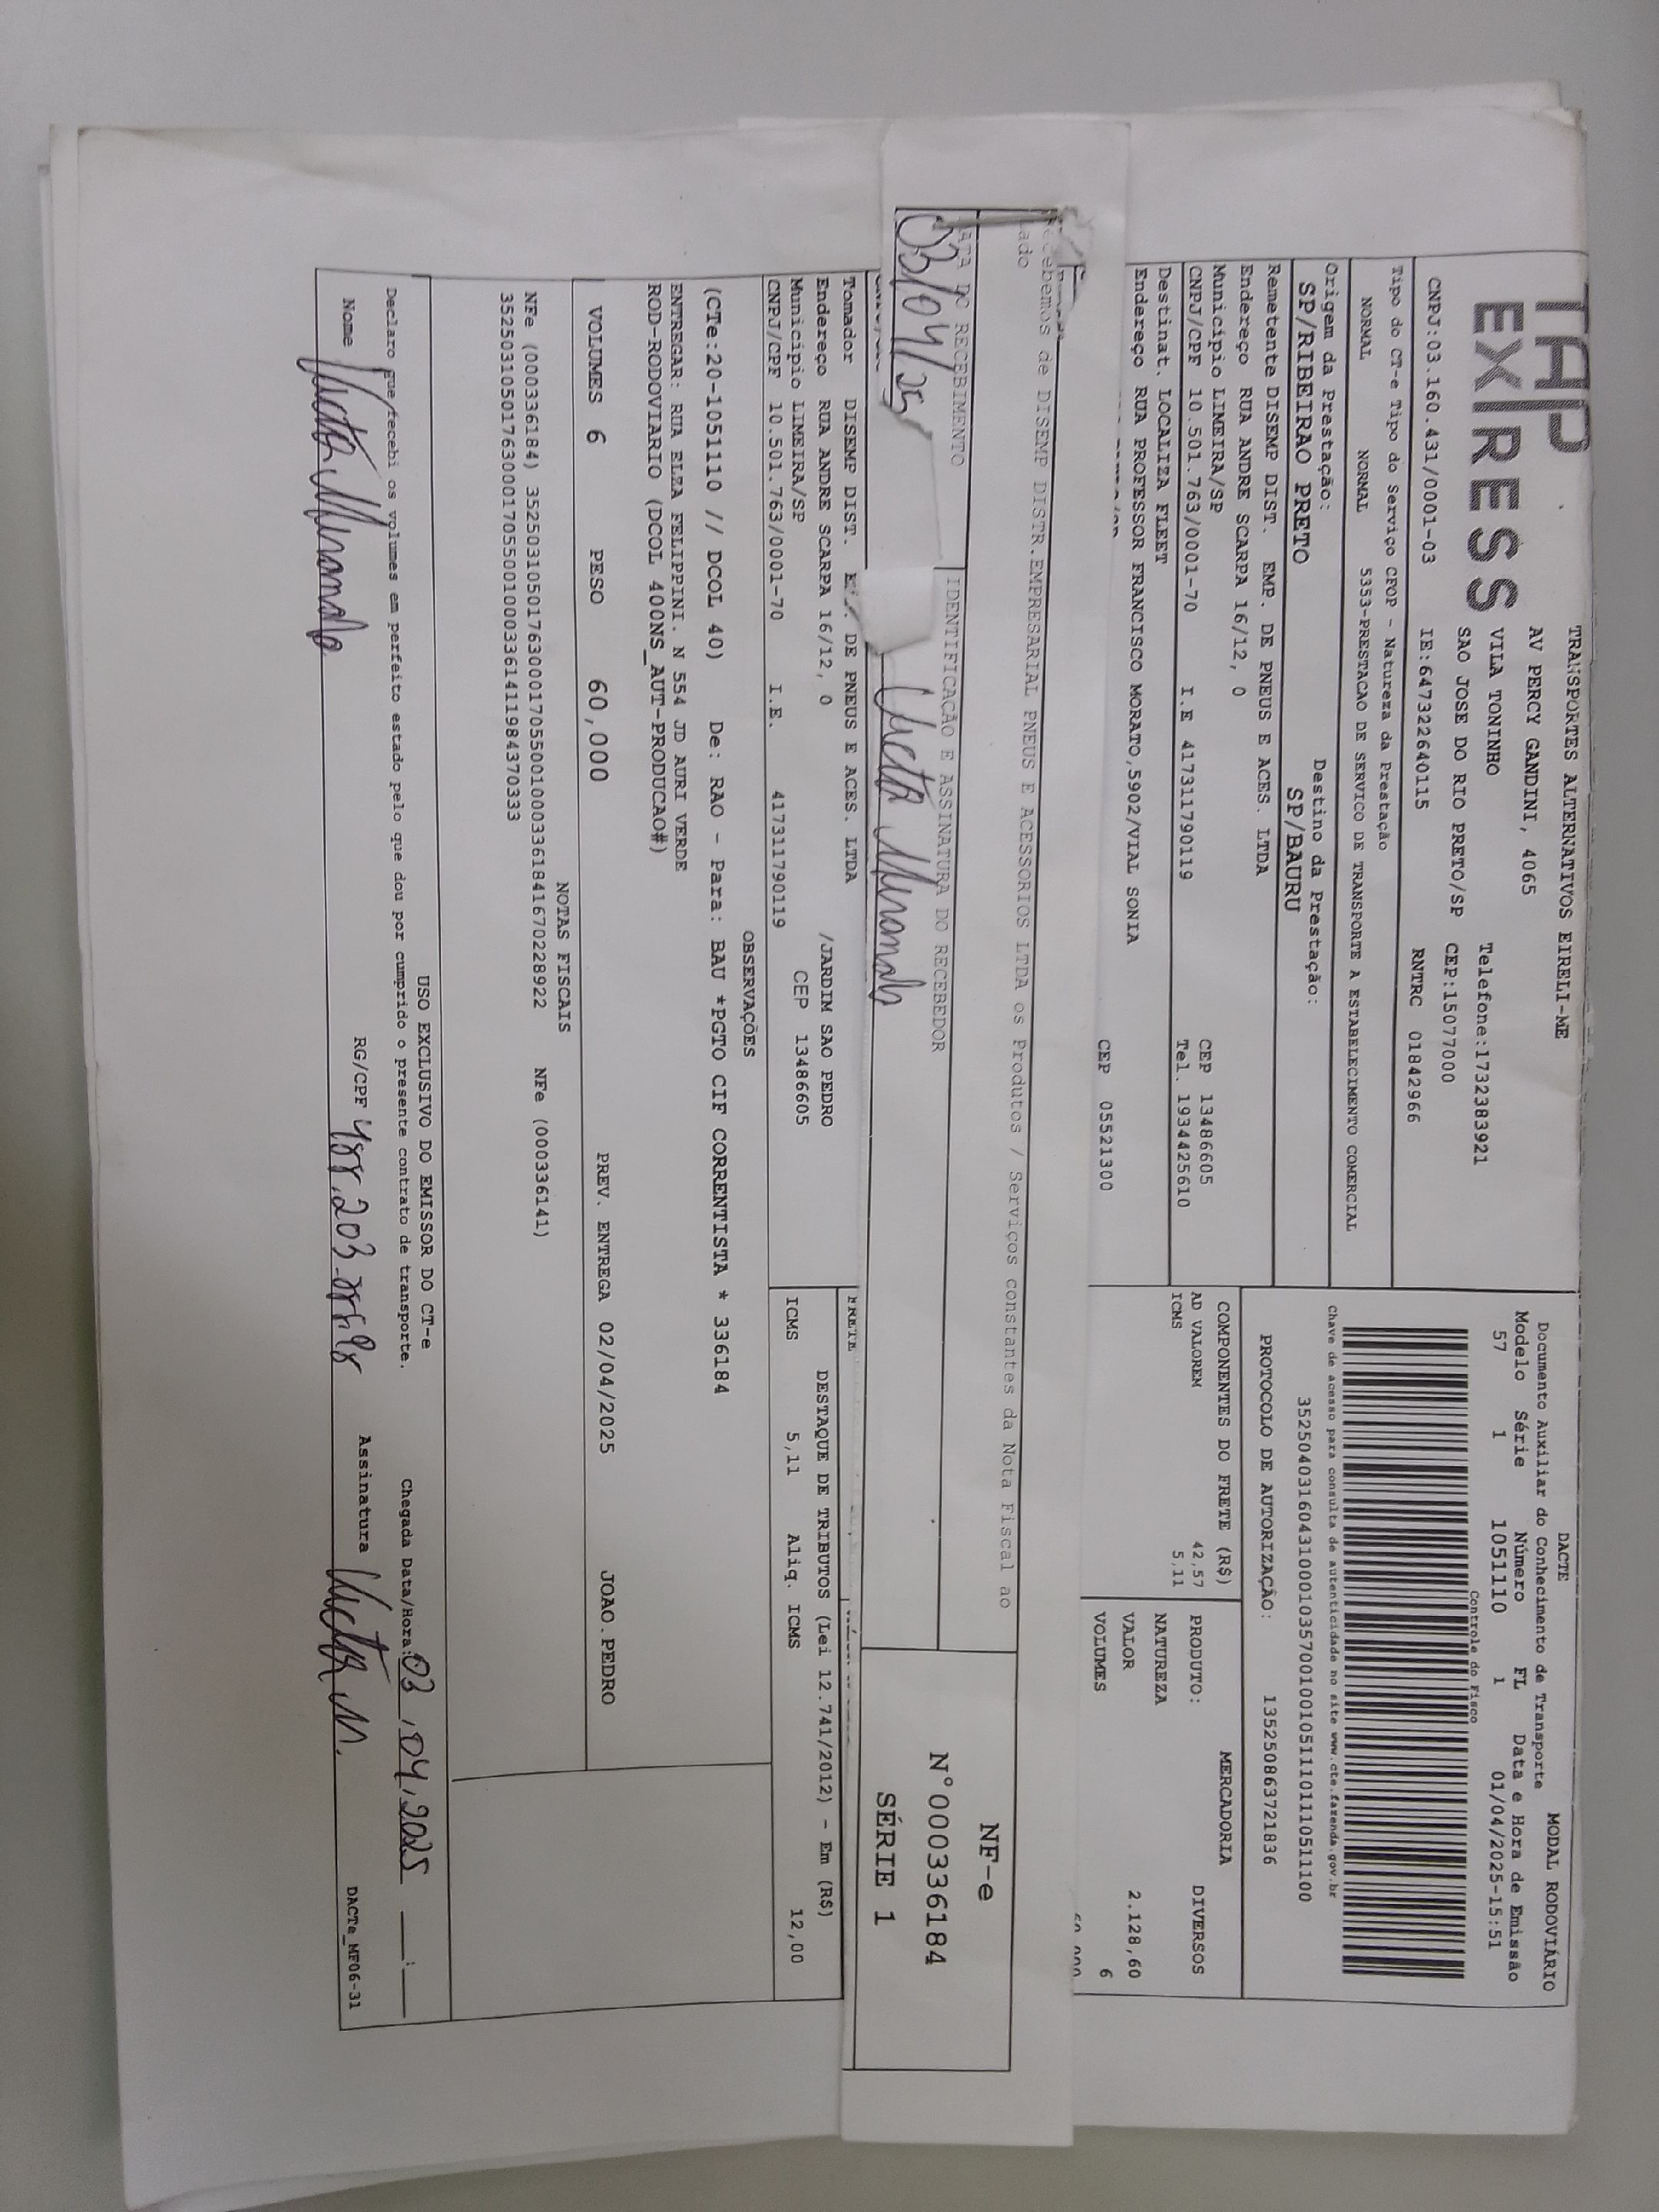 TAP
EXPRESS
TRANSPORTES ALTERNATIVOS EIRELI-ME
AV PERCY GANDINI, 4065
VILA TONINHO Telefone:1732383921
SAO JOSE DO RIO PRETO/SP CEP:15077000
CNPJ:03.160.431/0001-03 IE:647322640115 RNTRC 01842966
Tipo do CT-e Tipo do Serviço CFOP - Natureza da Prestação
NORMAL NORMAL 5353-PRESTACAO DE SERVICO DE TRANSPORTE A ESTABELECIMENTO COMERCIAL
Origem da Prestação: Destino da Prestação:
SP/RIBEIRAO PRETO SP/BAURU
DACTE MODAL RODOVIÁRIO
Documento Auxiliar do Conhecimento de Transporte
Modelo Série Número FL Data e Hora de Emissão
57 1 105110 1 01/04/2025-15:51
Controle do Fisco
Chave de acesso para consulta de autenticidade no site www.cte.fazenda.gov.br
PROTOCOLO DE AUTORIZAÇÃO: 135250863721836
Remetente DISEMP DIST. EMP. DE PNEUS E ACES. LTDA
Endereço RUA ANDRE SCARPA 16/12, 0
Município LIMEIRA/SP CEP 13486605
CNPJ/CPF 10.501.763/0001-70 I.E 417311790119 Tel. 1934425610
Destinat. LOCALIZA FLEET
Endereço RUA PROFESSOR FRANCISCO MORATO,5902/VIAL SONIA
CEP 05521300
COMPONENTES DO FRETE (R$)
AD VALOREM 42,57
ICMS 5,11
MERCADORIA
PRODUTO: DIVERSOS
NATUREZA
VALOR 2.128,60
VOLUMES 6
Recebemos de DISEMP DISTR.EMPRESARIAL PNEUS E ACESSORIOS LTDA os Produtos / Serviços constantes da Nota Fiscal ao
lado
DATA DO RECEBIMENTO IDENTIFICAÇÃO E ASSINATURA DO RECEBEDOR
03/04/25
NF-e
N°000336184
SÉRIE 1
Tomador DISEMP DIST. DE PNEUS E ACES. LTDA
Endereço RUA ANDRE SCARPA 16/12, 0 /JARDIM SAO PEDRO
Municipio LIMEIRA/SP CEP 13486605
CNPJ/CPF 10.501.763/0001-70 I.E. 417311790119
FRETE
DESTAQUE DE TRIBUTOS (Lei 12.741/2012) - Em (R$)
ICMS 5,11 Aliq. ICMS 12,00
OBSERVAÇÕES
(CTe:20-105110 // DCOL 40) De: RAO - Para: BAU *PGTO CIF CORRENTISTA * 336184
ENTREGAR: RUA ELZA FELIPPINI. N 554 JD AURI VERDE
ROD-RODOVIARIO (DCOL 400NS_AUT-PRODUCAO#)
VOLUMES 6 PESO 60,000 PREV. ENTREGA 02/04/2025 JOAO.PEDRO
NOTAS FISCAIS
NFe (000336184) 35250310501763000170550010003361841670228922 NFe (000336141)
35250310501763000170550010003361411984370333
USO EXCLUSIVO DO EMISSOR DO CT-e
Declaro que recebi os volumes em perfeito estado pelo que dou por cumprido o presente contrato de transporte.
Chegada Data/Hora: 03,04,2025 __:__
Nome RG/CPF Assinatura DACTe_MF06-31